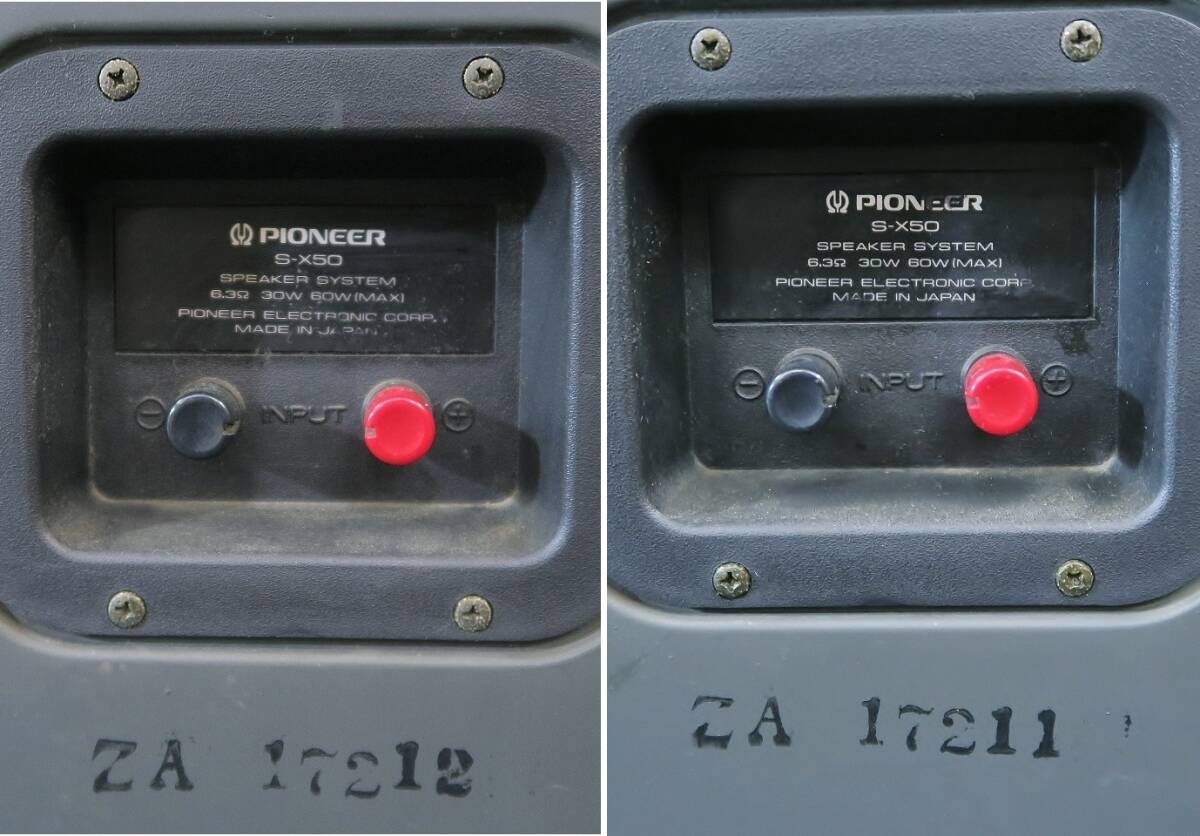 PIONEER
S-X50
SPEAKER SYSTEM
6.3Ω 30W 60W(MAX)
PIONEER ELECTRONIC CORP.
MADE IN JAPAN
− INPUT +
ZA 17212
PIONEER
S-X50
SPEAKER SYSTEM
6.3Ω 30W 60W(MAX)
PIONEER ELECTRONIC CORP
MADE IN JAPAN
− INPUT +
ZA 17211